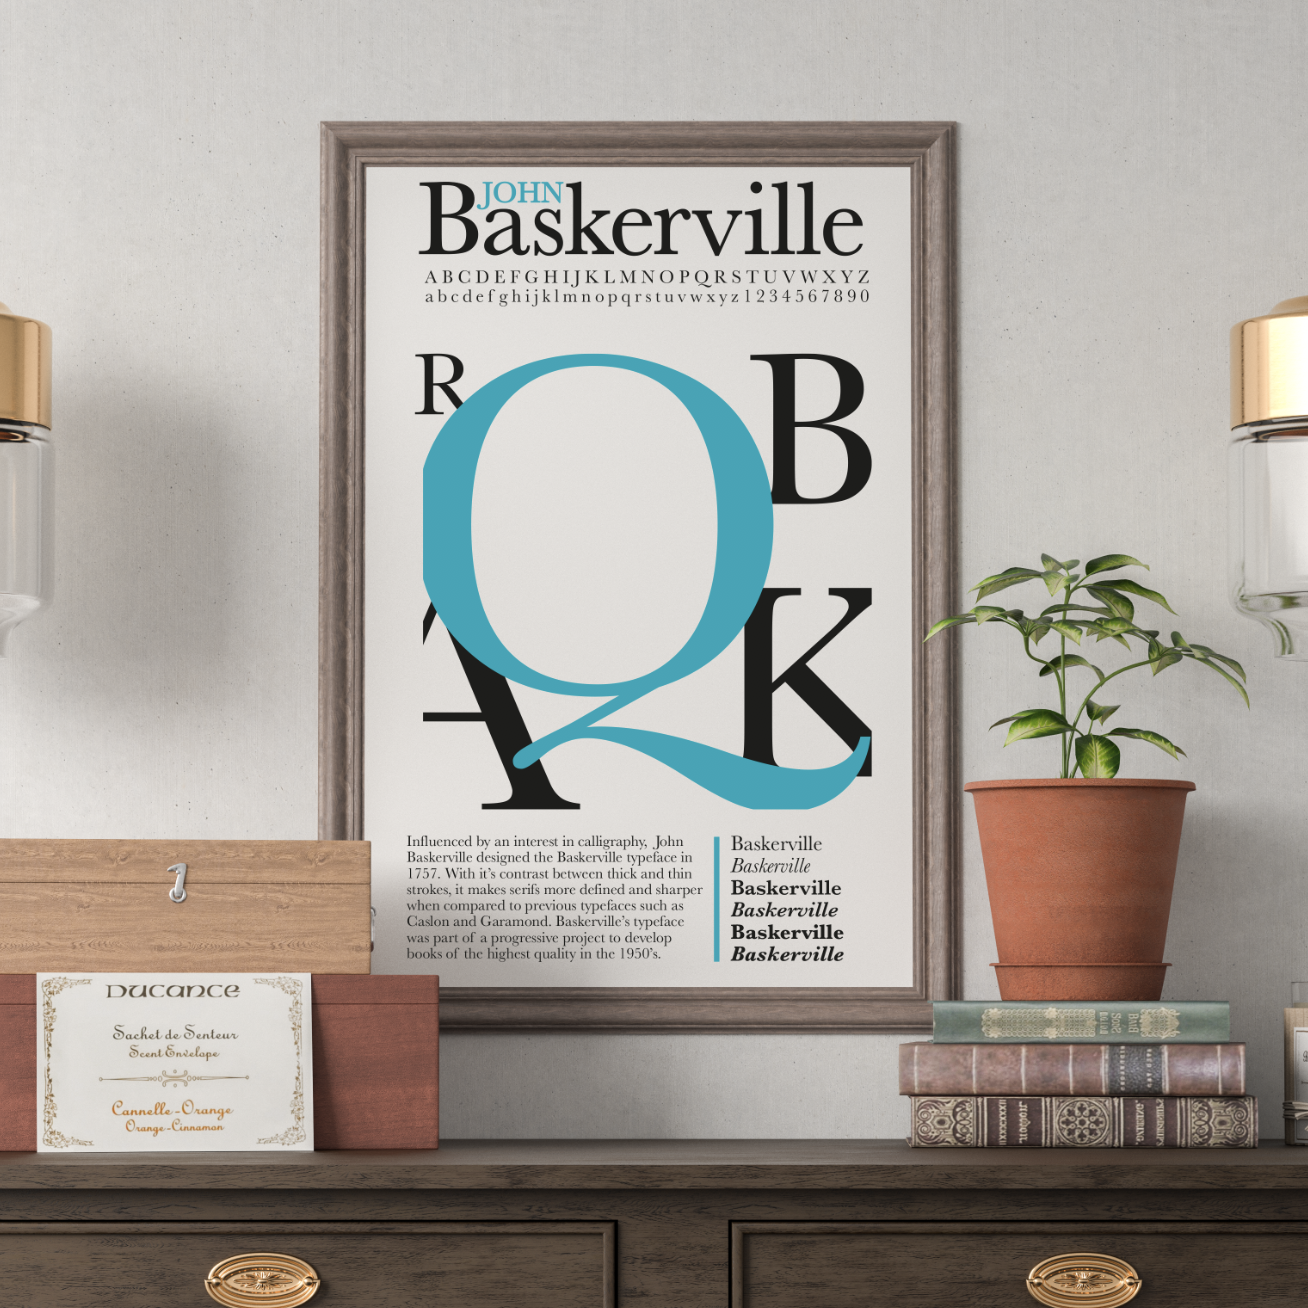 JOHN
Baskerville
ABCDEFGHIJKLMNOPQRSTUVWXYZ
abcdefghijklmnopqrstuvwxyz1234567890
R
Q
B
A
K
Influenced by an interest in calligraphy, John
Baskerville designed the Baskerville typeface in
1757. With it's contrast between thick and thin
strokes, it makes serifs more defined and sharper
when compared to previous typefaces such as
Caslon and Garamond. Baskerville's typeface
was part of a progressive project to develop
books of the highest quality in the 1950's.
Baskerville
Baskerville
Baskerville
Baskerville
Baskerville
Baskerville
DUCANCE
Sachet de Senteur
Scent Envelope
Cannelle-Orange
Orange-Cinnamon